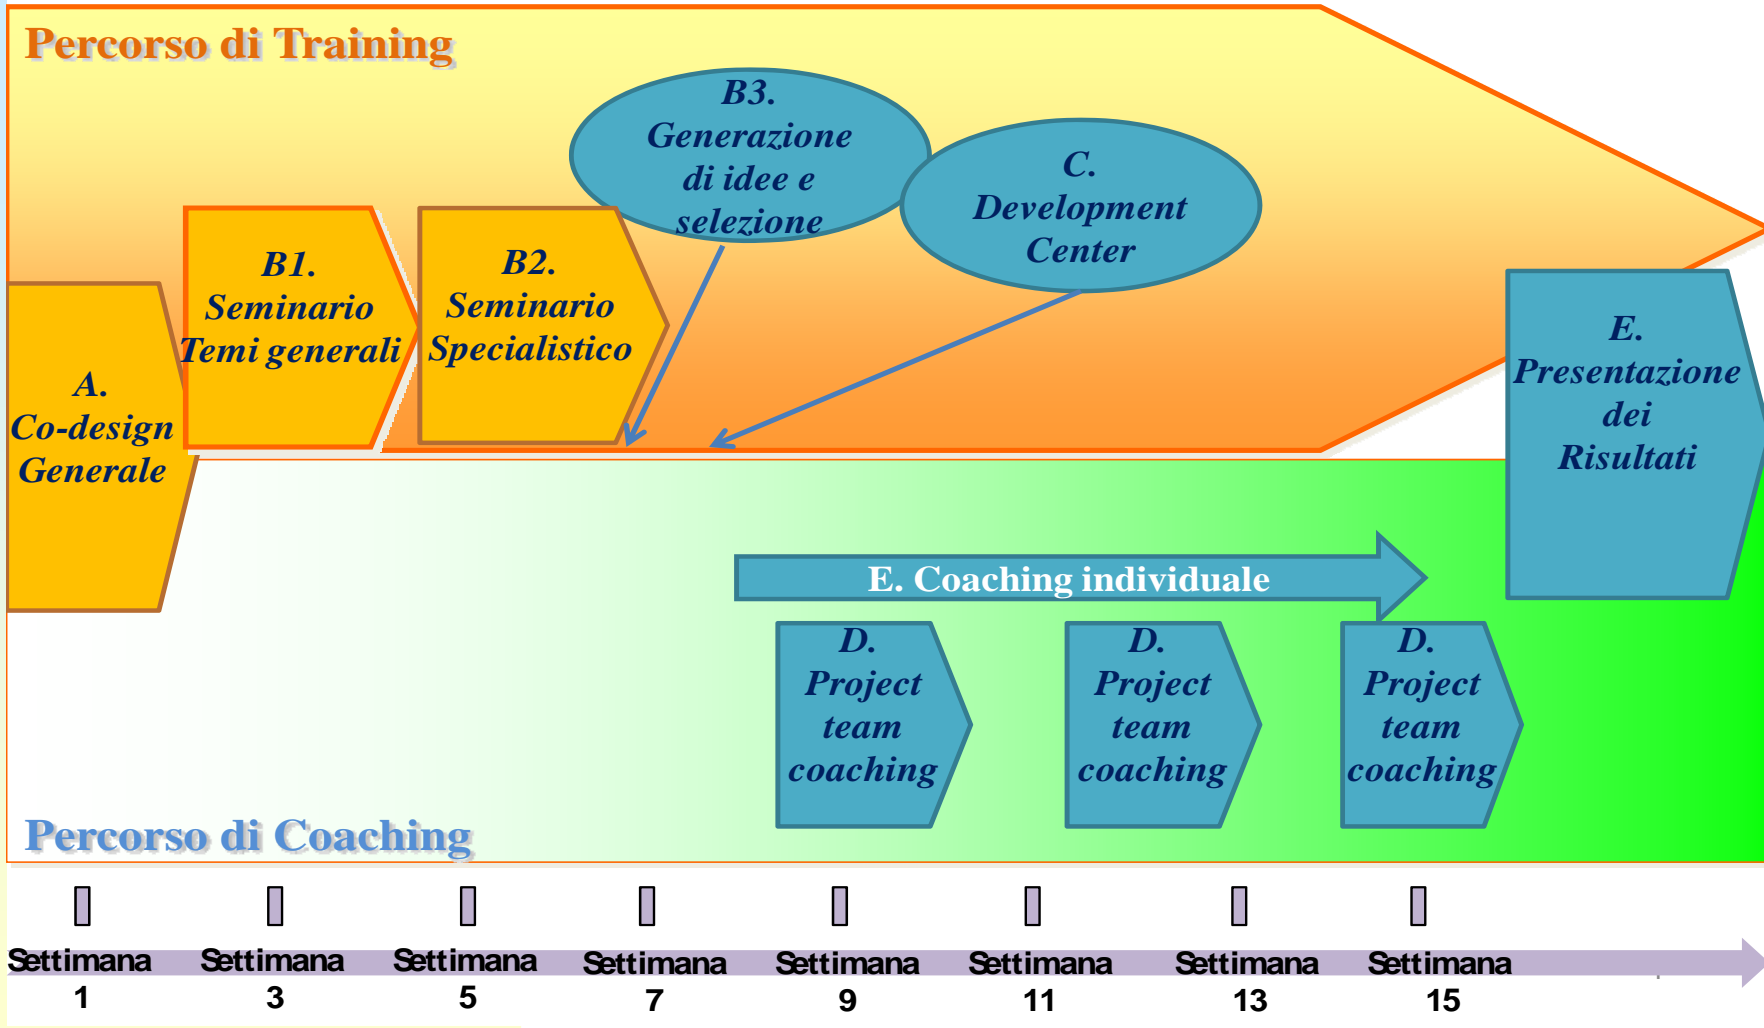 Percorso di Training
B3.
Generazione
di idee e
selezione
C.
Development
Center
B1.
Seminario
Temi generali
B2.
Seminario
Specialistico
A.
Co-design
Generale
E.
Presentazione
dei
Risultati
E. Coaching individuale
D.
Project
team
coaching
D.
Project
team
coaching
D.
Project
team
coaching
Percorso di Coaching
Settimana
1
Settimana
3
Settimana
5
Settimana
7
Settimana
9
Settimana
11
Settimana
13
Settimana
15